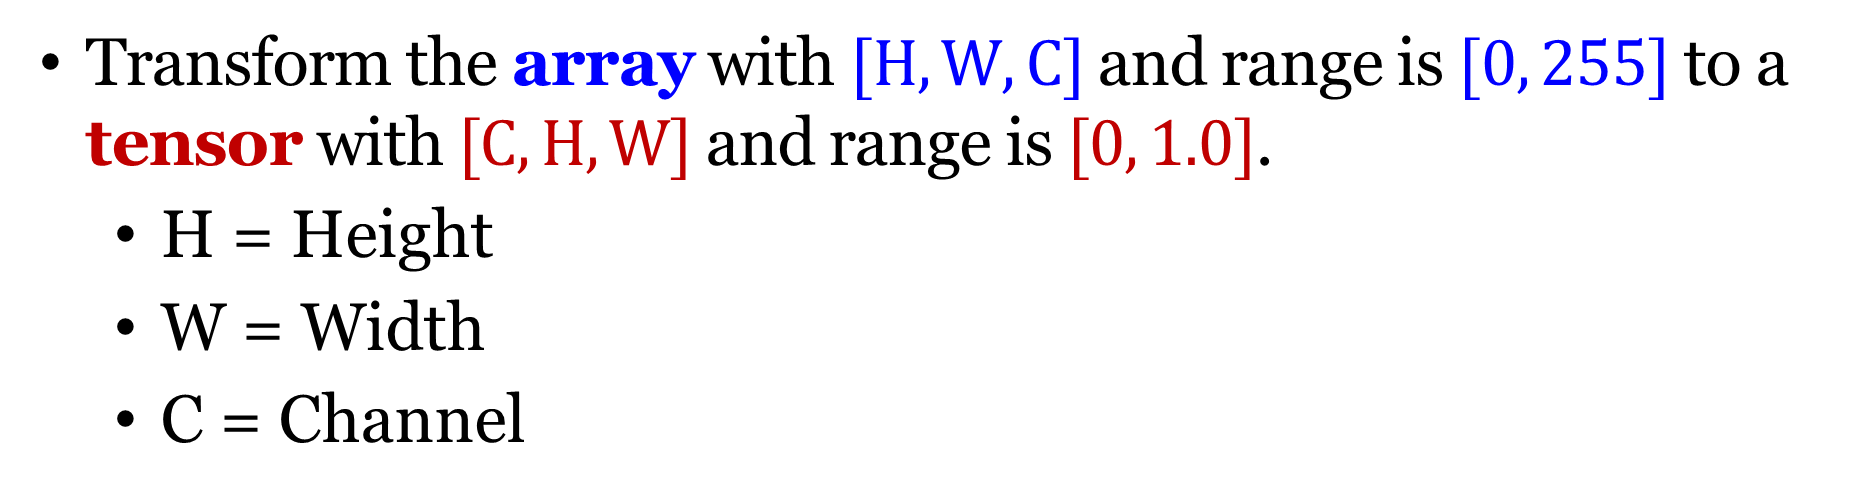 • Transform the array with [H, W, C] and range is [0, 255] to a
tensor with [C, H, W] and range is [0, 1.0].
• H = Height
• W = Width
• C = Channel